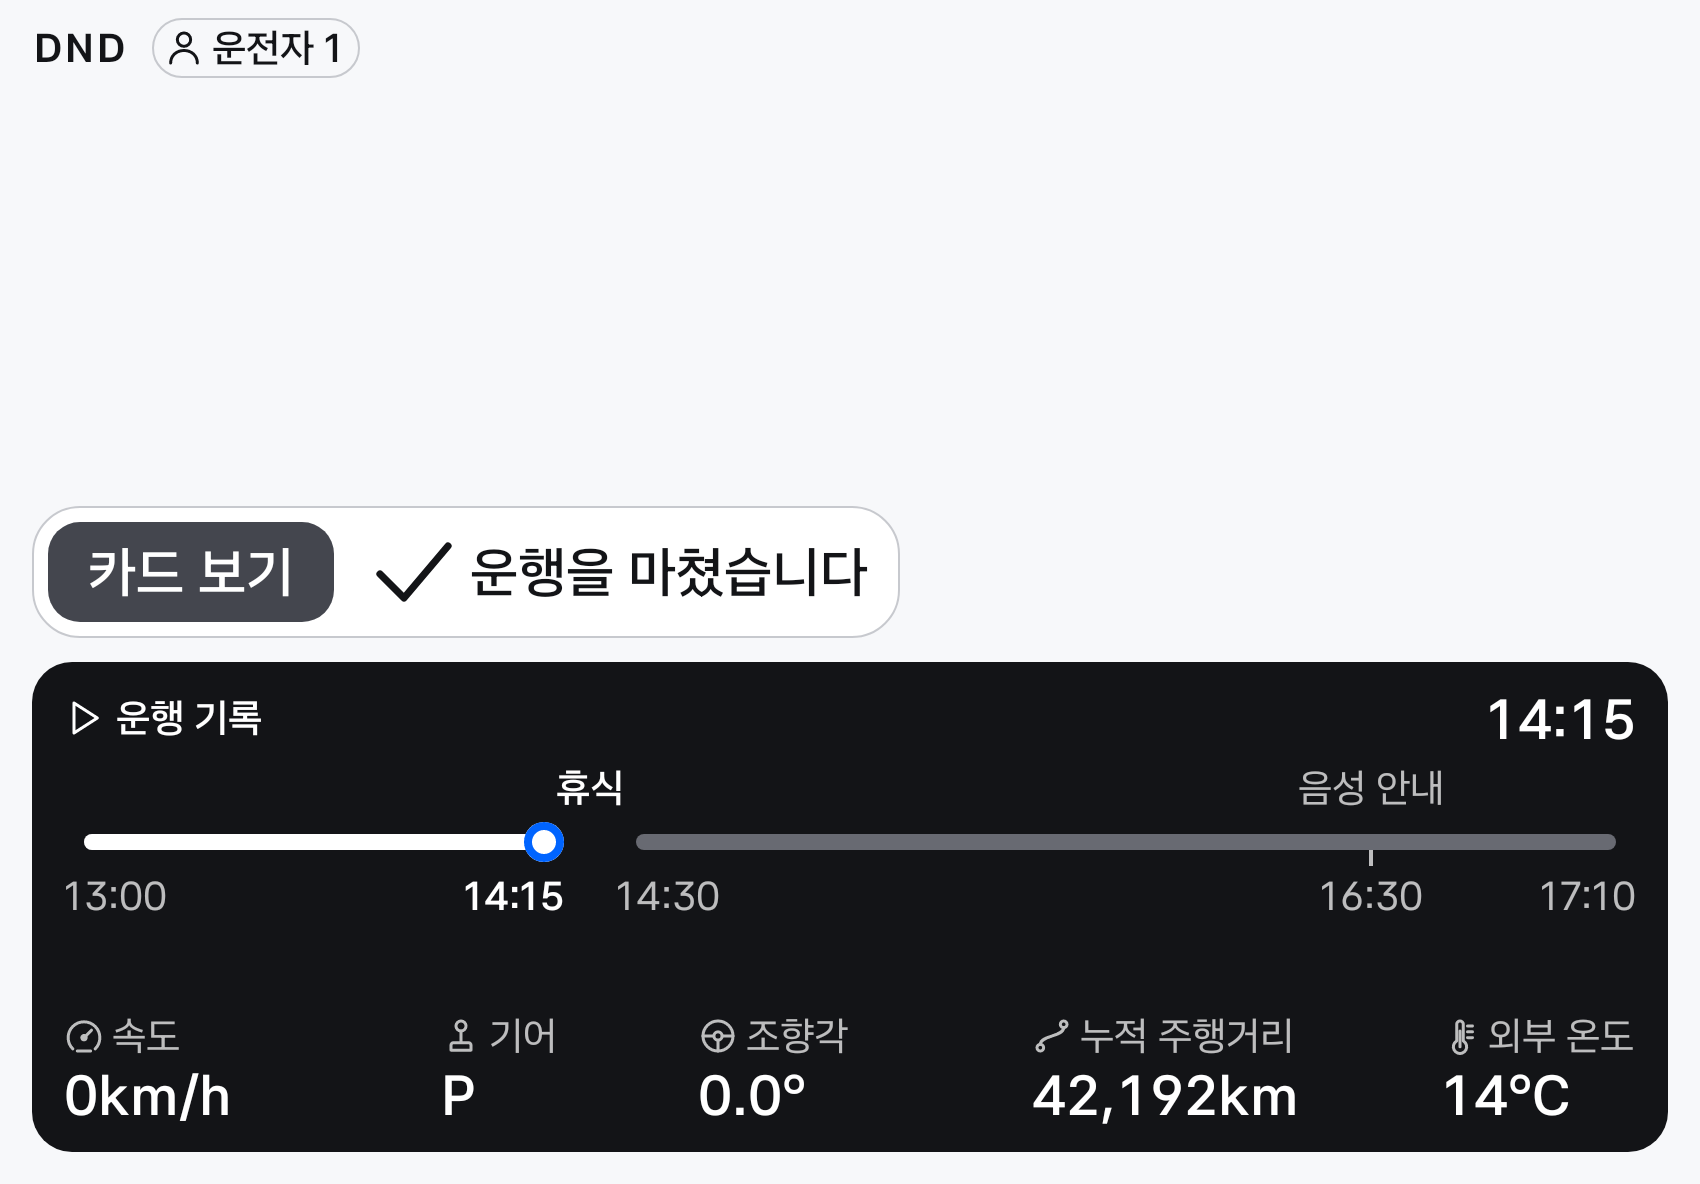 DND 운전자 1
카드 보기 운행을 마쳤습니다
운행 기록 14:15
휴식 음성 안내
13:00 14:15 14:30 16:30 17:10
속도 기어 조향각 누적 주행거리 외부 온도
0km/h P 0.0° 42,192km 14°C